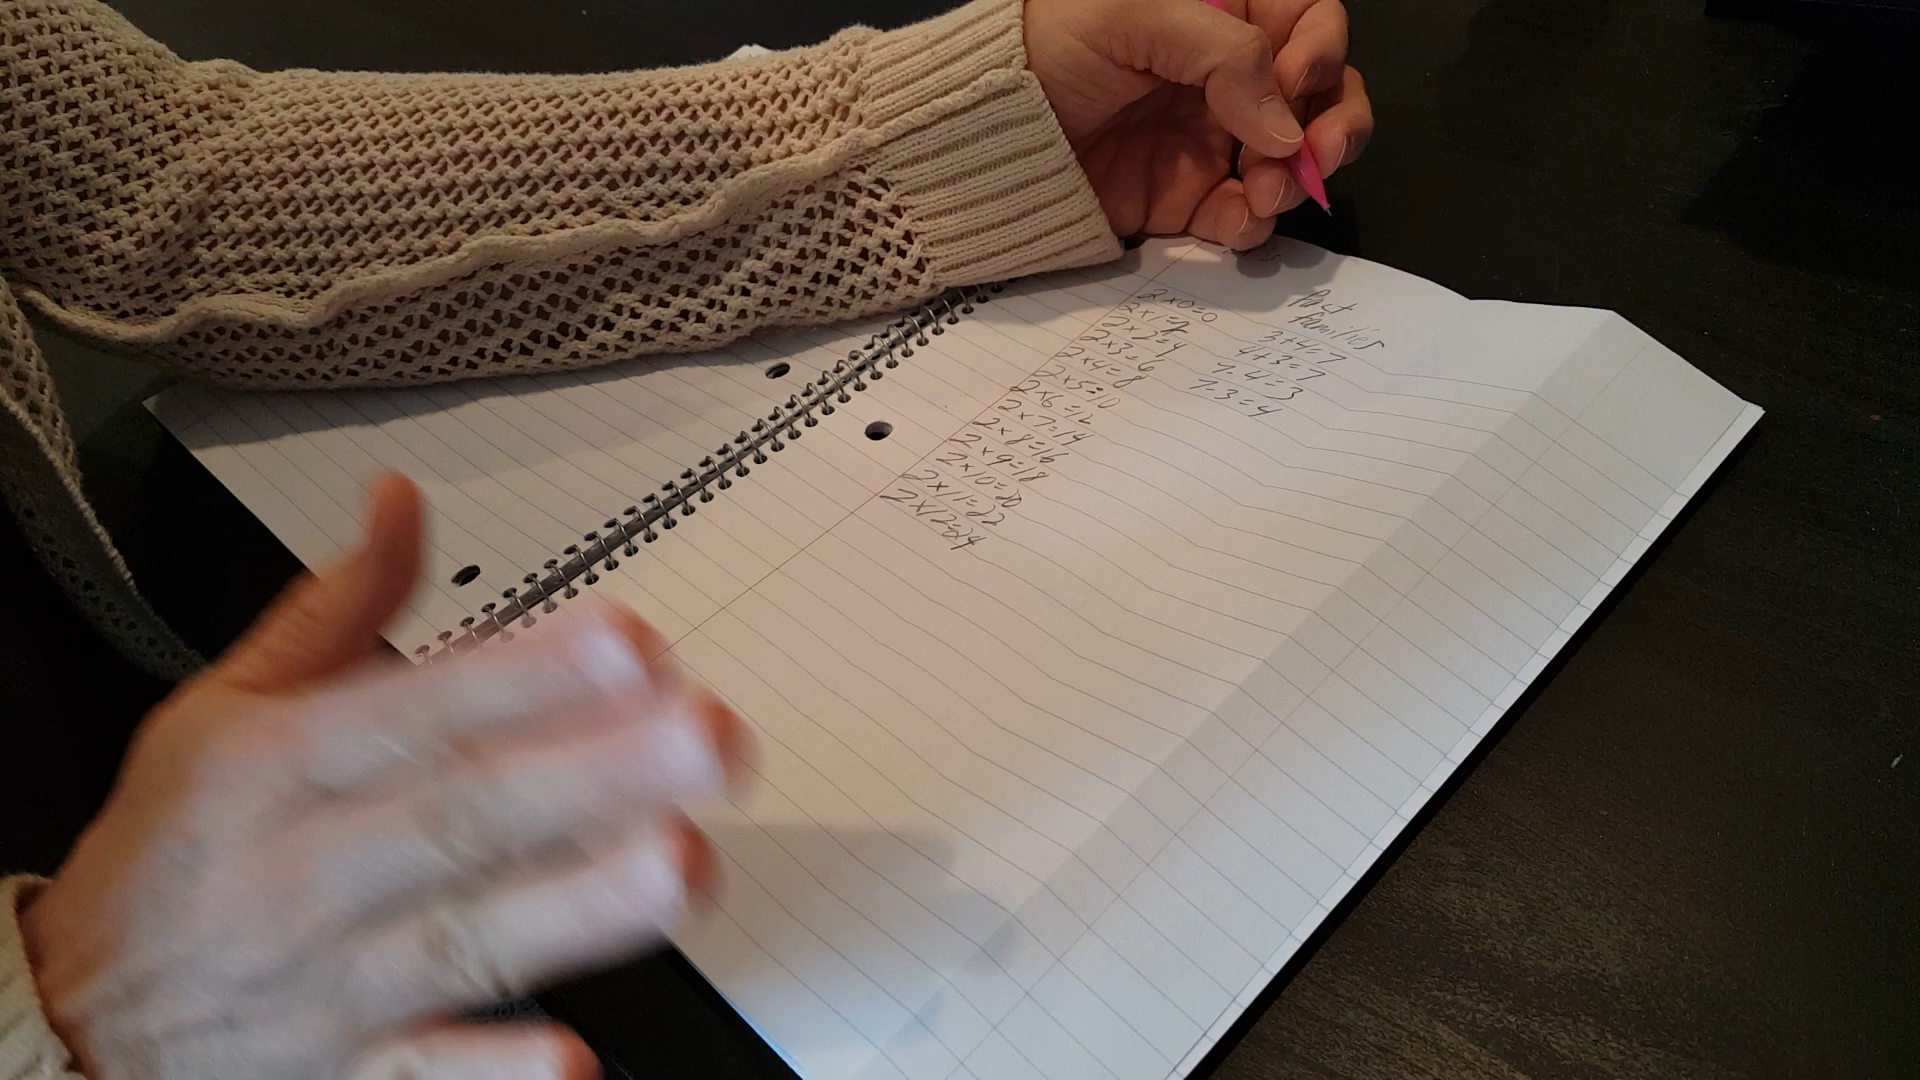 2x0=0
2x1=2
2x2=4
2x3=6
2x4=8
2x5=10
2x6=12
2x7=14
2x8=16
2x9=18
2x10=20
2x11=22
2x12=24
Fact
Families
3+4=7
4+3=7
7-4=3
7-3=4